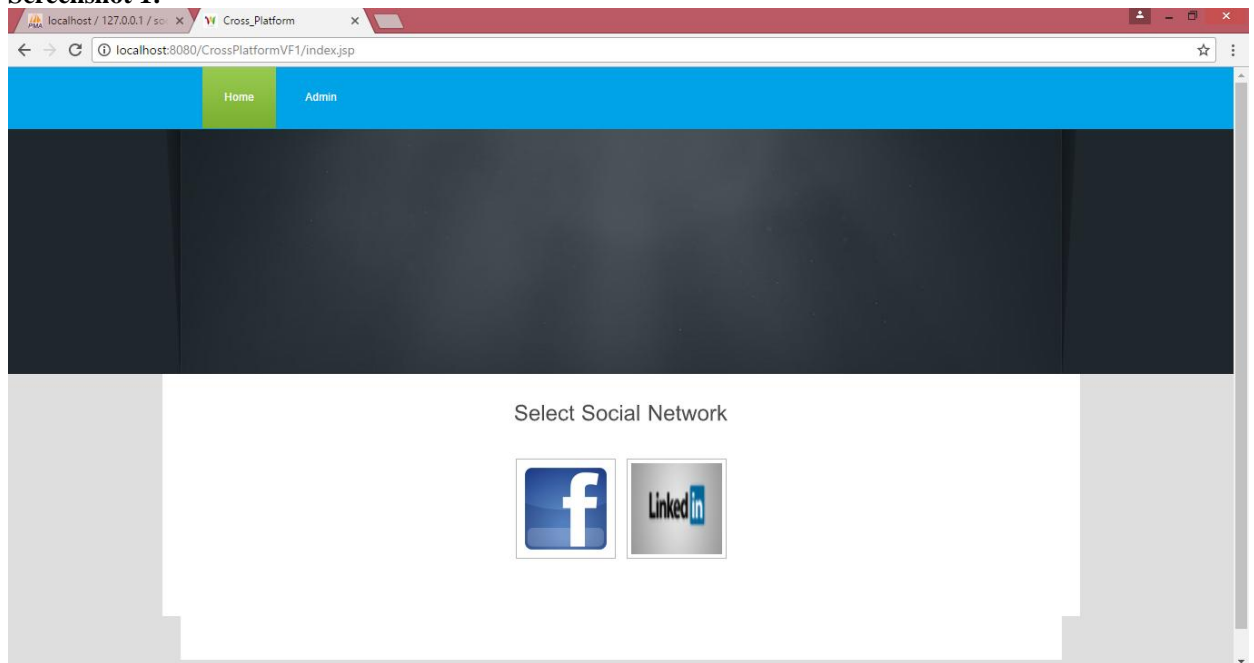 Screenshot 1:
localhost / 127.0.0.1 / so
Cross_Platform
localhost:8080/CrossPlatformVF1/index.jsp
Home
Admin
Select Social Network
f
Linked in